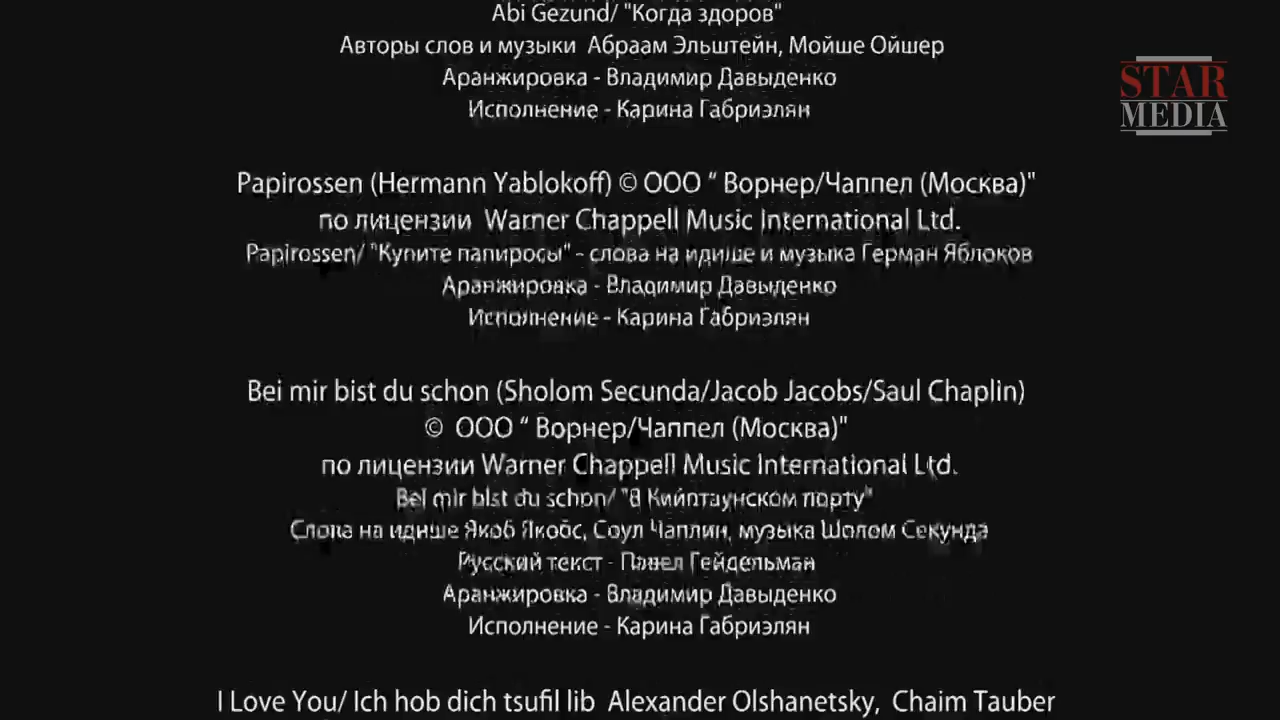 Abi Gezund/ "Когда здоров"
Авторы слов и музыки Абраам Эльштейн, Мойше Ойшер
Аранжировка - Владимир Давыденко
Исполнение - Карина Габриэлян
STAR
MEDIA
Papirossen (Hermann Yablokoff) © ООО “ Ворнер/Чаппел (Москва)"
по лицензии Warner Chappell Music International Ltd.
Papirossen/ "Купите папиросы" - слова на идише и музыка Герман Яблоков
Аранжировка - Владимир Давыденко
Исполнение - Карина Габриэлян
Bei mir bist du schon (Sholom Secunda/Jacob Jacobs/Saul Chaplin)
© ООО “ Ворнер/Чаппел (Москва)"
по лицензии Warner Chappell Music International Ltd.
Bei mir bist du schon/ "В Кейптаунском порту"
Слова на идише Якоб Якобс, Соул Чаплин, музыка Шолом Секунда
Русский текст - Павел Гейдельман
Аранжировка - Владимир Давыденко
Исполнение - Карина Габриэлян
I Love You/ Ich hob dich tsufil lib Alexander Olshanetsky, Chaim Tauber